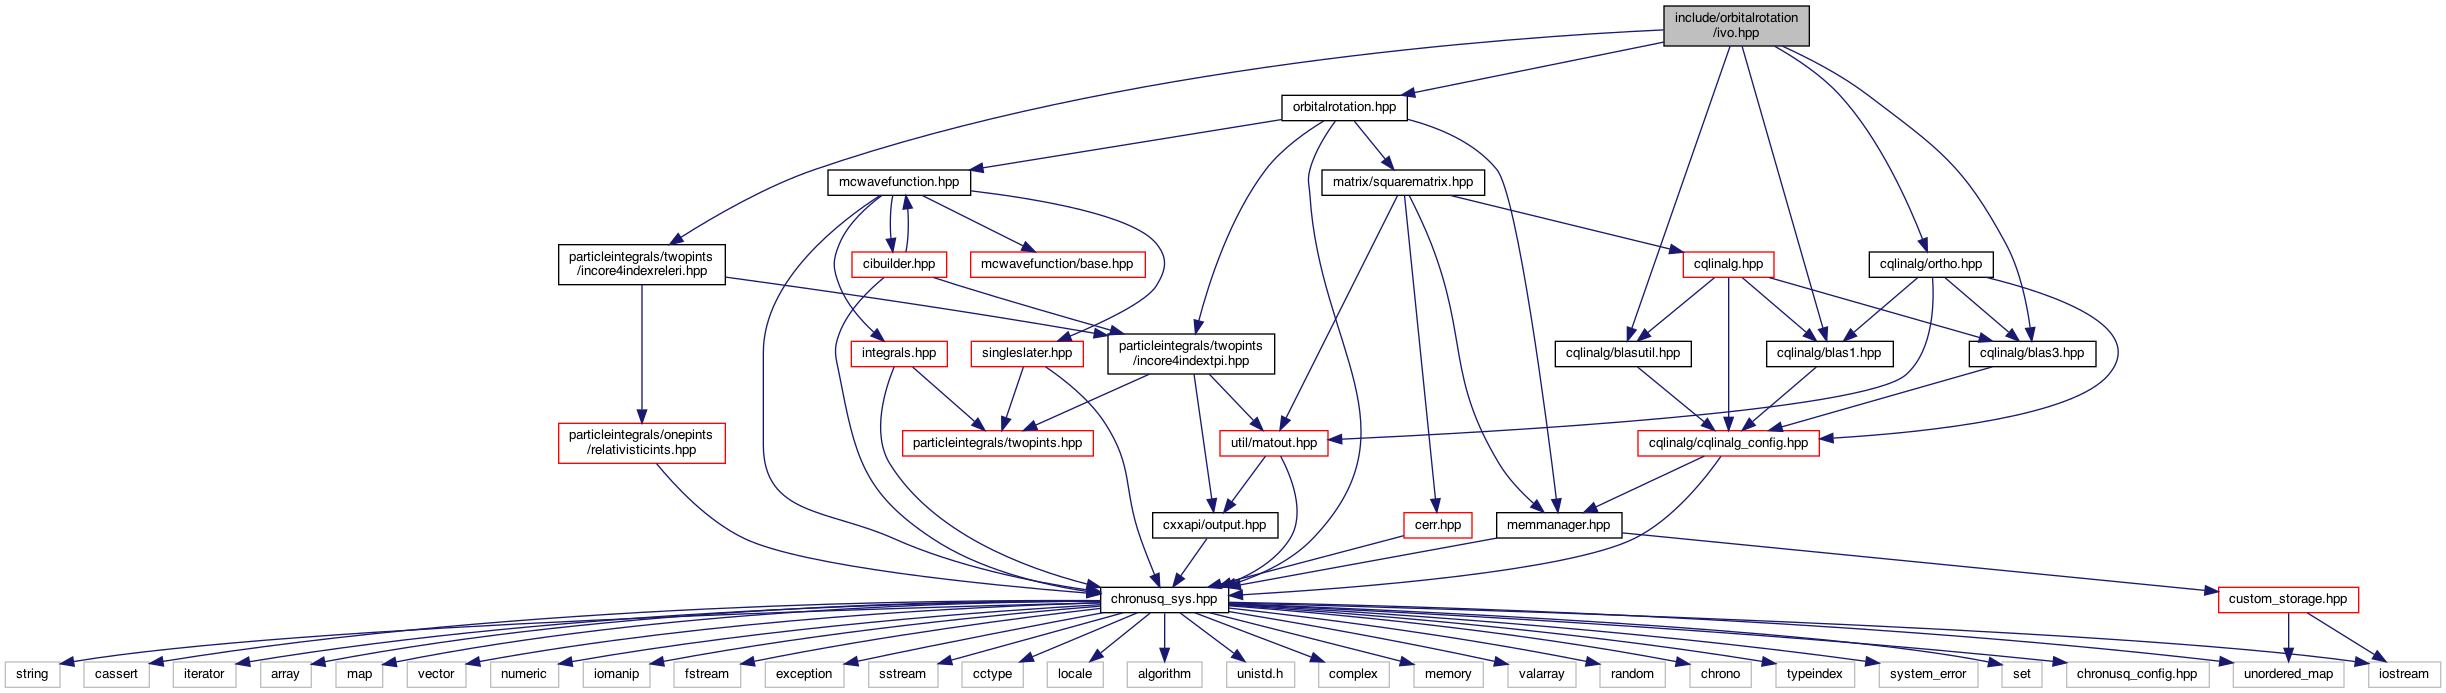 include/orbitalrotation
/ivo.hpp
orbitalrotation.hpp
mcwavefunction.hpp
matrix/squarematrix.hpp
particleintegrals/twopints
/incore4indexreleri.hpp
cibuilder.hpp
mcwavefunction/base.hpp
cqlinalg.hpp
cqlinalg/ortho.hpp
integrals.hpp
singleslater.hpp
particleintegrals/twopints
/incore4indextpi.hpp
cqlinalg/blasutil.hpp
cqlinalg/blas1.hpp
cqlinalg/blas3.hpp
particleintegrals/onepints
/relativisticints.hpp
particleintegrals/twopints.hpp
util/matout.hpp
cqlinalg/cqlinalg_config.hpp
cxxapi/output.hpp
cerr.hpp
memmanager.hpp
chronusq_sys.hpp
custom_storage.hpp
string
cassert
iterator
array
map
vector
numeric
iomanip
fstream
exception
sstream
cctype
locale
algorithm
unistd.h
complex
memory
valarray
random
chrono
typeindex
system_error
set
chronusq_config.hpp
unordered_map
iostream